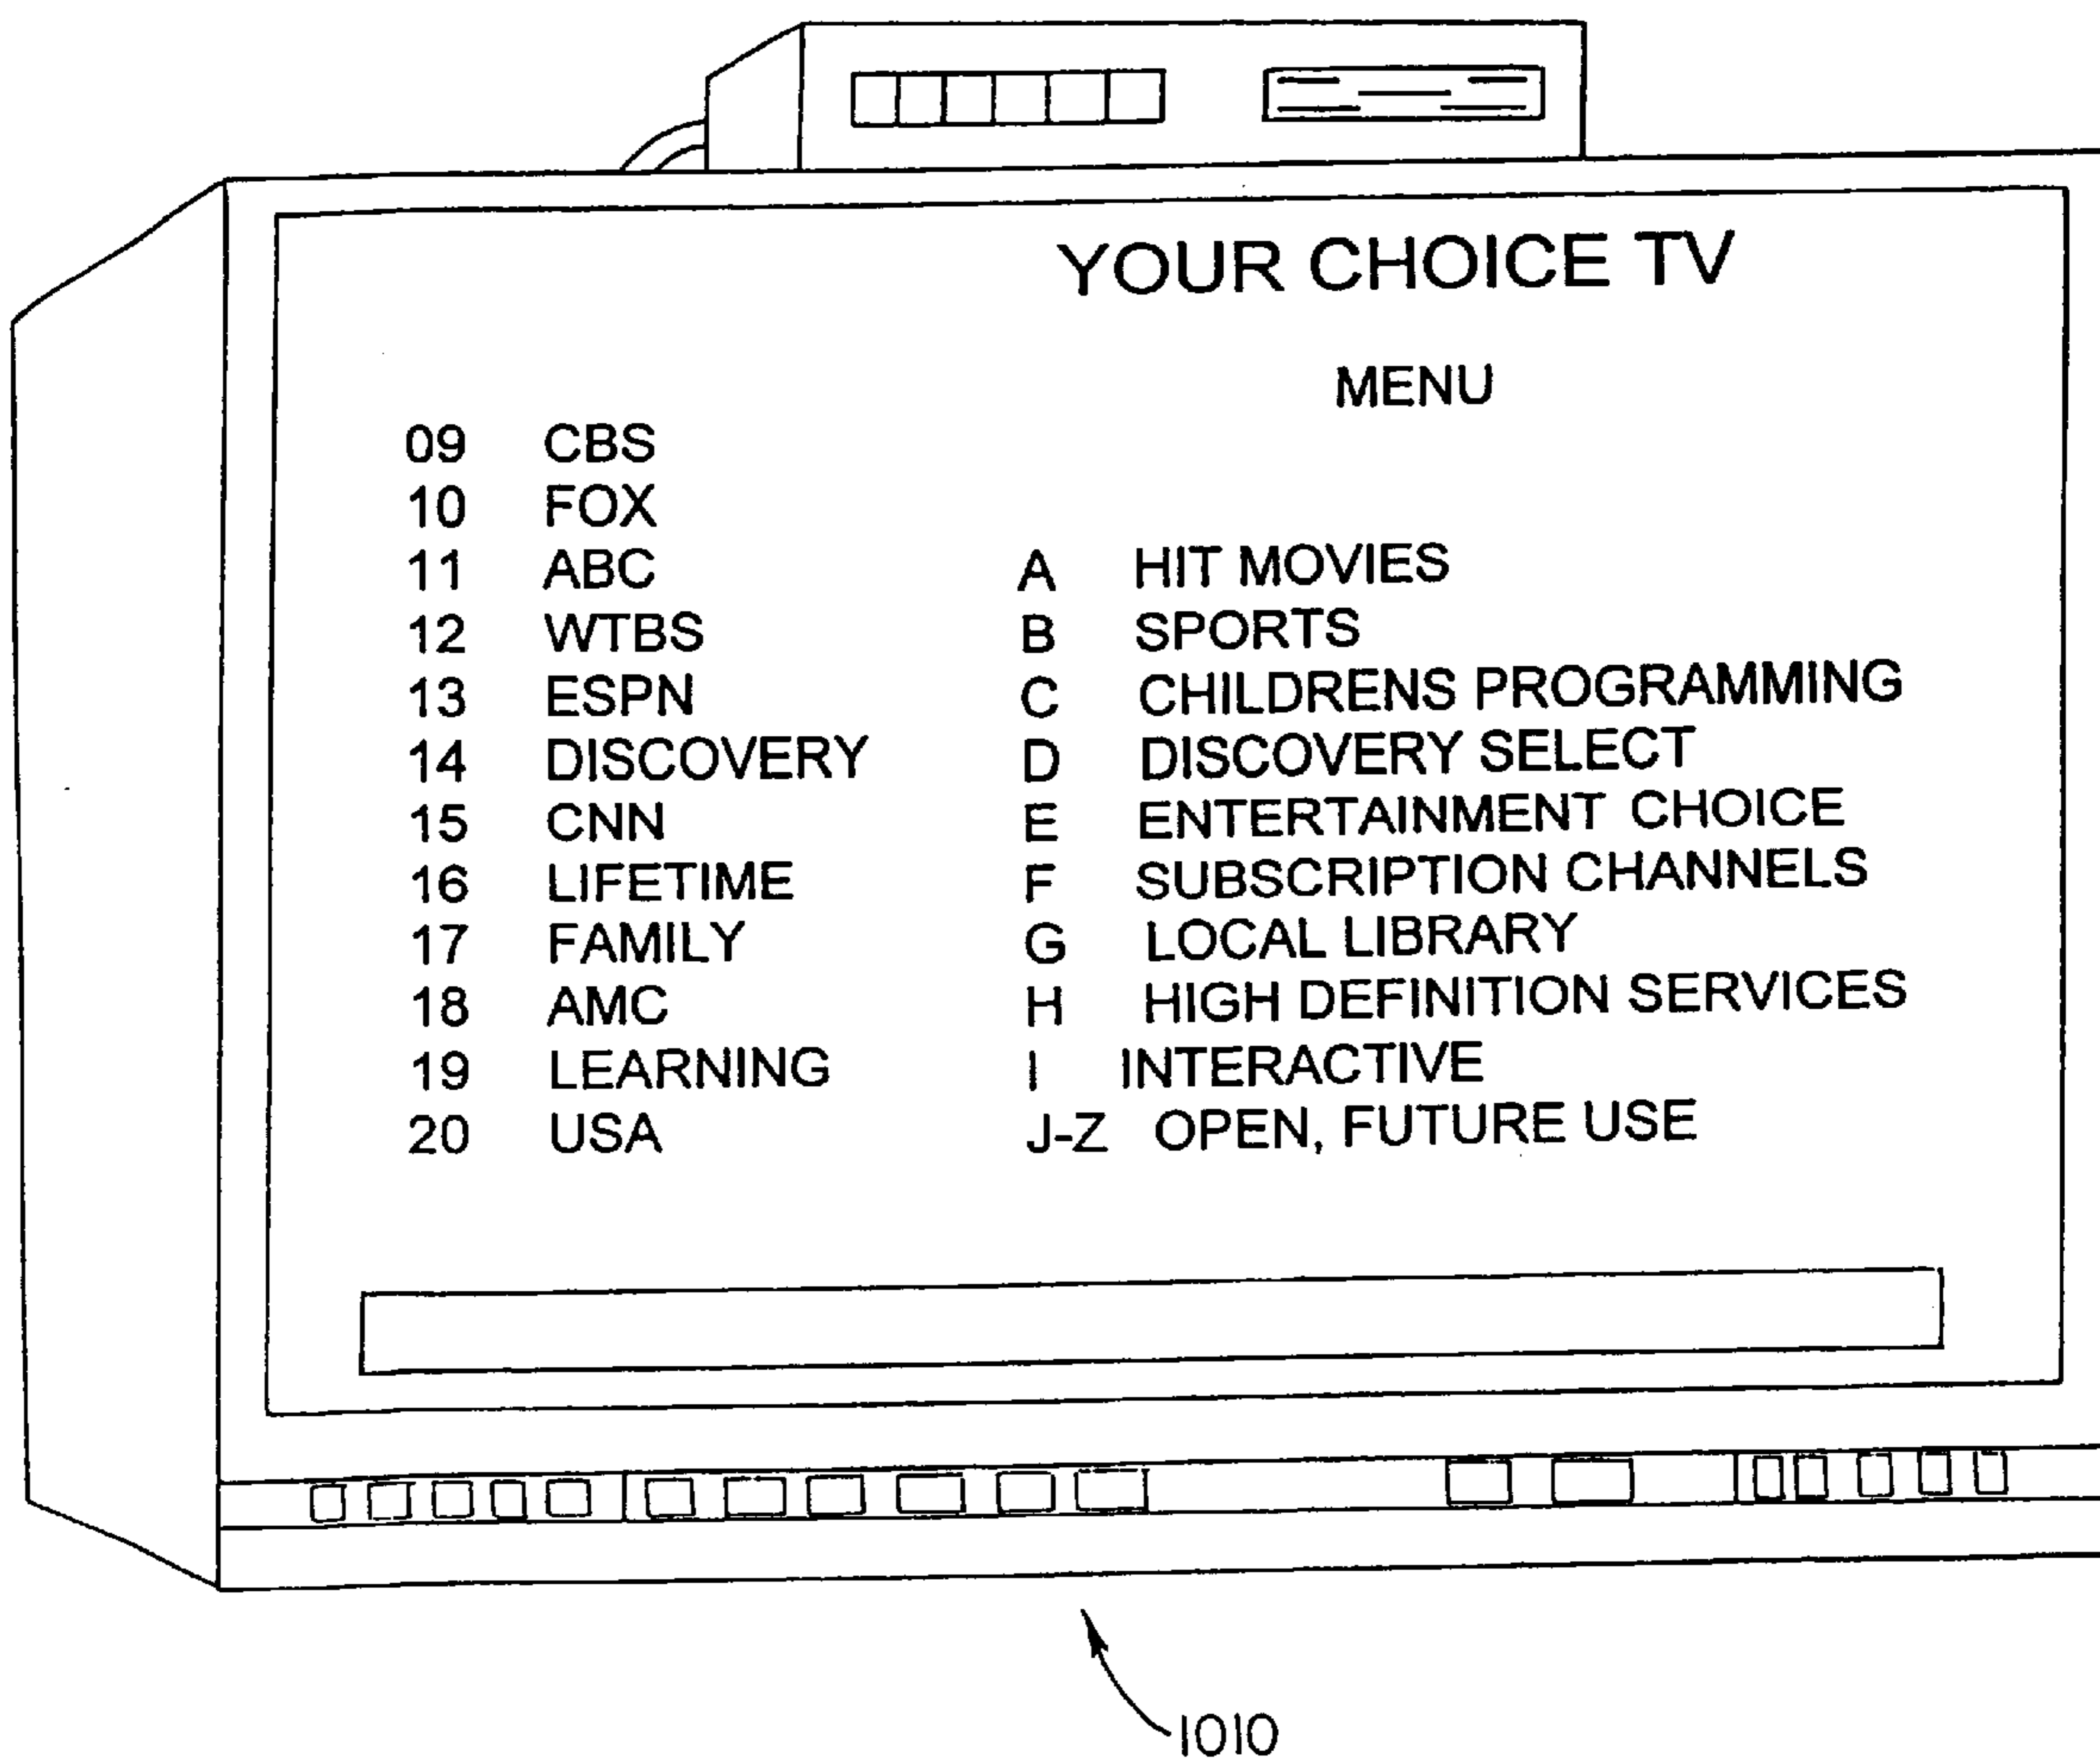 YOUR CHOICE TV
MENU
09 CBS
10 FOX
11 ABC A HIT MOVIES
12 WTBS B SPORTS
13 ESPN C CHILDRENS PROGRAMMING
14 DISCOVERY D DISCOVERY SELECT
15 CNN E ENTERTAINMENT CHOICE
16 LIFETIME F SUBSCRIPTION CHANNELS
17 FAMILY G LOCAL LIBRARY
18 AMC H HIGH DEFINITION SERVICES
19 LEARNING I INTERACTIVE
20 USA J-Z OPEN, FUTURE USE
1010